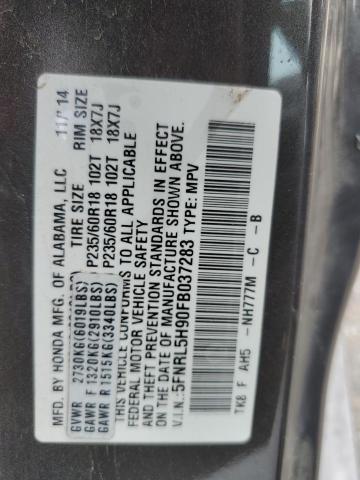 MFD. BY HONDA MFG. OF ALABAMA, LLC 14
TIRE SIZE RIM SIZE
GVWR 2730KG(6019LBS)
GAWR F 1320KG(2910LBS) P235/60R18 102T 18X7J
GAWR R 1515KG(3340LBS) P235/60R18 102T 18X7J
THIS VEHICLE CONFORMS TO ALL APPLICABLE
FEDERAL MOTOR VEHICLE SAFETY
AND THEFT PREVENTION STANDARDS IN EFFECT
ON THE DATE OF MANUFACTURE SHOWN ABOVE.
V.I.N.:5FNRL5H90FB037283 TYPE: MPV
TK8 F AH5 -NH777M -C -B